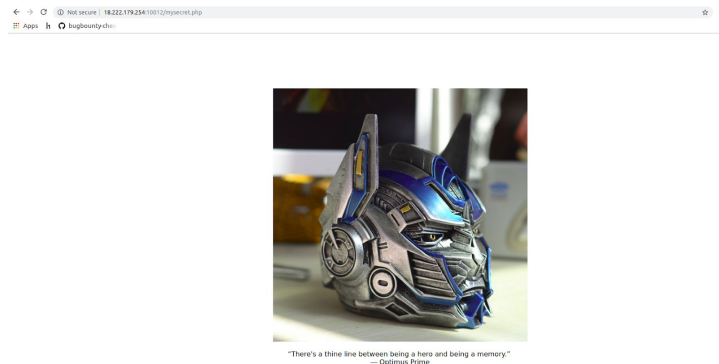 Not secure | 18.222.179.254:10012/mysecret.php
Apps h bugbounty-che
“There's a thine line between being a hero and being a memory.”
— Optimus Prime